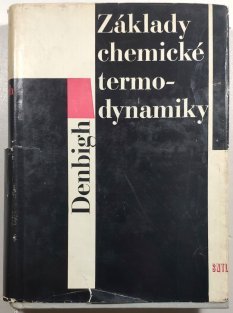 Základy
chemické
termo-
dynamiky
Denbigh
SNTL